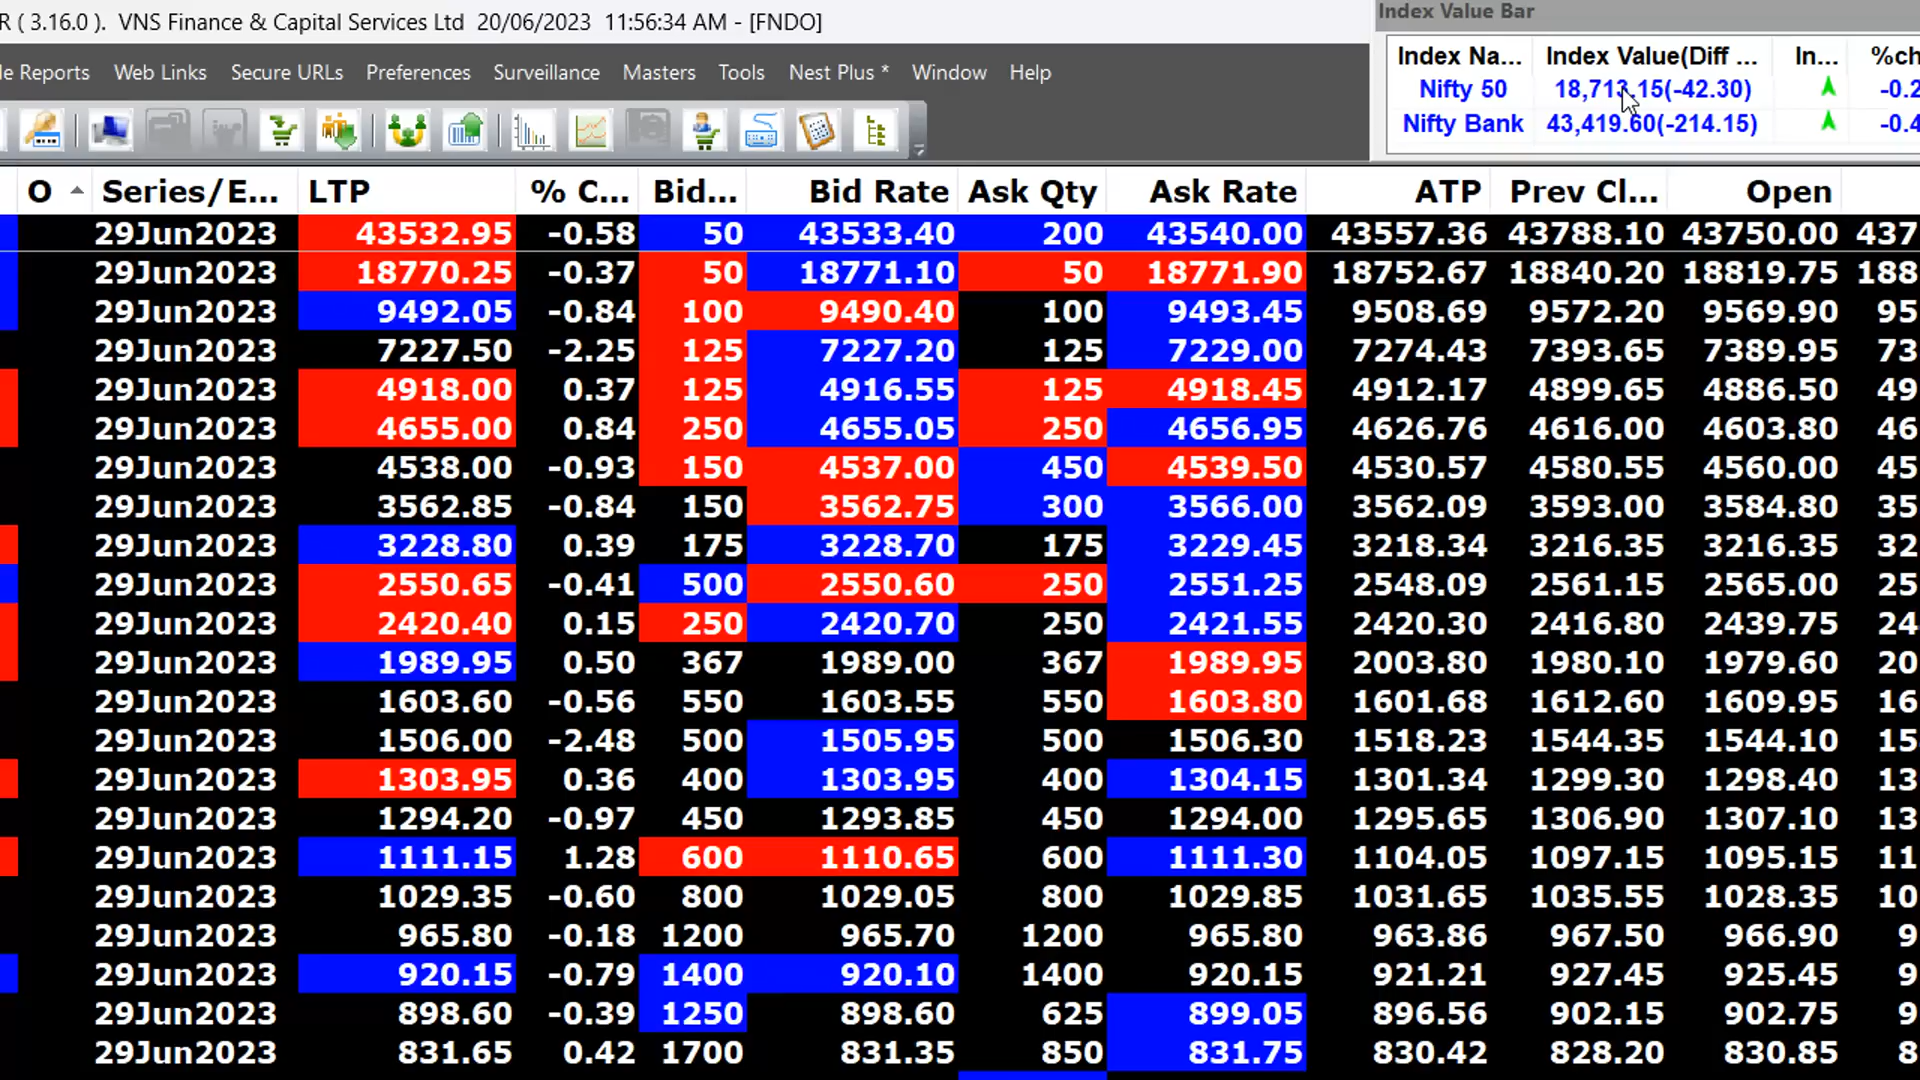 R ( 3.16.0 ). VNS Finance & Capital Services Ltd 20/06/2023 11:56:34 AM - [FNDO]
Index Value Bar
le Reports Web Links Secure URLs Preferences Surveillance Masters Tools Nest Plus * Window Help
Index Na... Index Value(Diff ... In... %ch
Nifty 50 18,713.15(-42.30) -0.2
Nifty Bank 43,419.60(-214.15) -0.4
O Series/E... LTP % C... Bid... Bid Rate Ask Qty Ask Rate ATP Prev Cl... Open
29Jun2023 43532.95 -0.58 50 43533.40 200 43540.00 43557.36 43788.10 43750.00 437
29Jun2023 18770.25 -0.37 50 18771.10 50 18771.90 18752.67 18840.20 18819.75 188
29Jun2023 9492.05 -0.84 100 9490.40 100 9493.45 9508.69 9572.20 9569.90 95
29Jun2023 7227.50 -2.25 125 7227.20 125 7229.00 7274.43 7393.65 7389.95 73
29Jun2023 4918.00 0.37 125 4916.55 125 4918.45 4912.17 4899.65 4886.50 49
29Jun2023 4655.00 0.84 250 4655.05 250 4656.95 4626.76 4616.00 4603.80 46
29Jun2023 4538.00 -0.93 150 4537.00 450 4539.50 4530.57 4580.55 4560.00 45
29Jun2023 3562.85 -0.84 150 3562.75 300 3566.00 3562.09 3593.00 3584.80 35
29Jun2023 3228.80 0.39 175 3228.70 175 3229.45 3218.34 3216.35 3216.35 32
29Jun2023 2550.65 -0.41 500 2550.60 250 2551.25 2548.09 2561.15 2565.00 25
29Jun2023 2420.40 0.15 250 2420.70 250 2421.55 2420.30 2416.80 2439.75 24
29Jun2023 1989.95 0.50 367 1989.00 367 1989.95 2003.80 1980.10 1979.60 20
29Jun2023 1603.60 -0.56 550 1603.55 550 1603.80 1601.68 1612.60 1609.95 16
29Jun2023 1506.00 -2.48 500 1505.95 500 1506.30 1518.23 1544.35 1544.10 15
29Jun2023 1303.95 0.36 400 1303.95 400 1304.15 1301.34 1299.30 1298.40 13
29Jun2023 1294.20 -0.97 450 1293.85 450 1294.00 1295.65 1306.90 1307.10 13
29Jun2023 1111.15 1.28 600 1110.65 600 1111.30 1104.05 1097.15 1095.15 11
29Jun2023 1029.35 -0.60 800 1029.05 800 1029.85 1031.65 1035.55 1028.35 10
29Jun2023 965.80 -0.18 1200 965.70 1200 965.80 963.86 967.50 966.90 9
29Jun2023 920.15 -0.79 1400 920.10 1400 920.15 921.21 927.45 925.45 9
29Jun2023 898.60 -0.39 1250 898.60 625 899.05 896.56 902.15 902.75 9
29Jun2023 831.65 0.42 1700 831.35 850 831.75 830.42 828.20 830.85 8